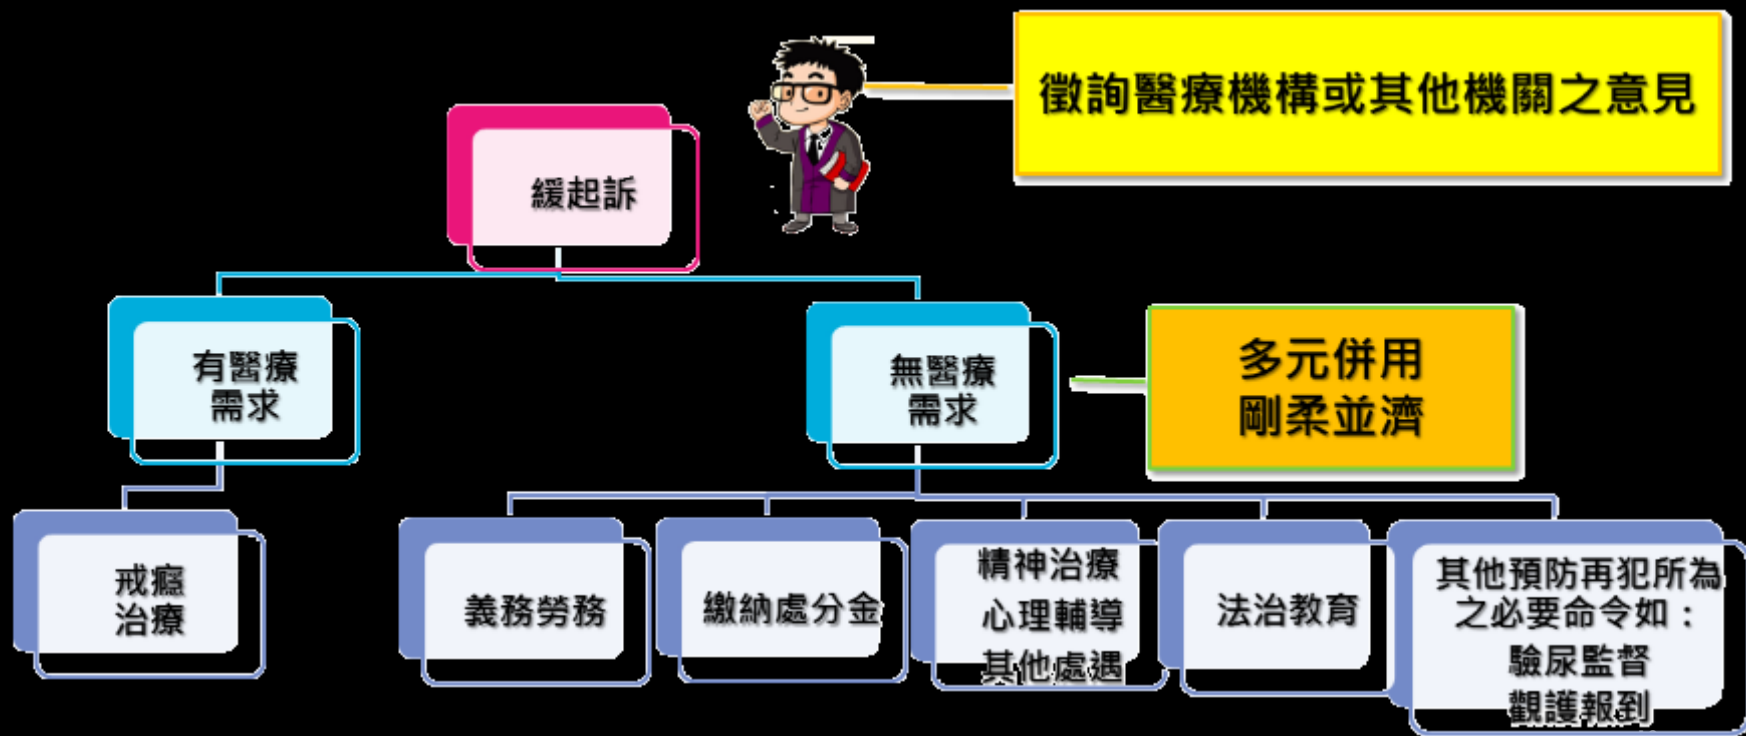 徵詢醫療機構或其他機關之意見
緩起訴
有醫療
需求
無醫療
需求
多元併用
剛柔並濟
戒癮
治療
義務勞務
繳納處分金
精神治療
心理輔導
其他處遇
法治教育
其他預防再犯所為
之必要命令如：
驗尿監督
觀護報到